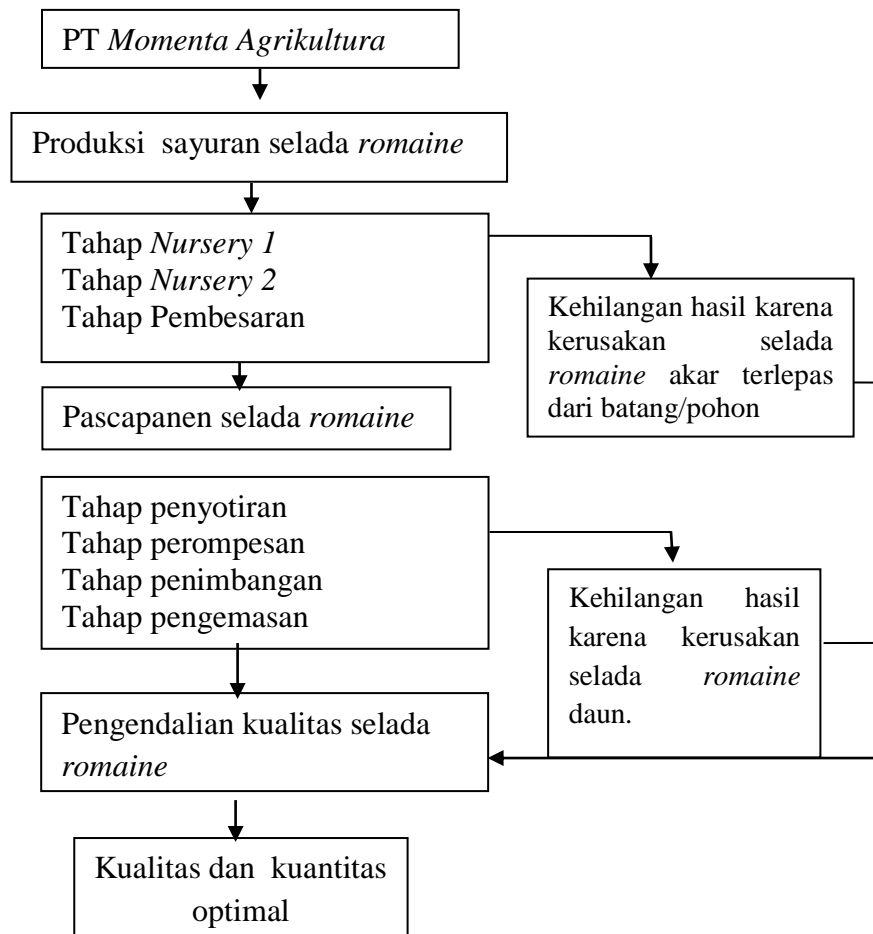 PT Momenta Agrikultura
Produksi sayuran selada romaine
Tahap Nursery 1
Tahap Nursery 2
Tahap Pembesaran
Kehilangan hasil karena
kerusakan selada
romaine akar terlepas
dari batang/pohon
Pascapanen selada romaine
Tahap penyotiran
Tahap perompesan
Tahap penimbangan
Tahap pengemasan
Kehilangan hasil
karena kerusakan
selada romaine
daun.
Pengendalian kualitas selada
romaine
Kualitas dan kuantitas
optimal